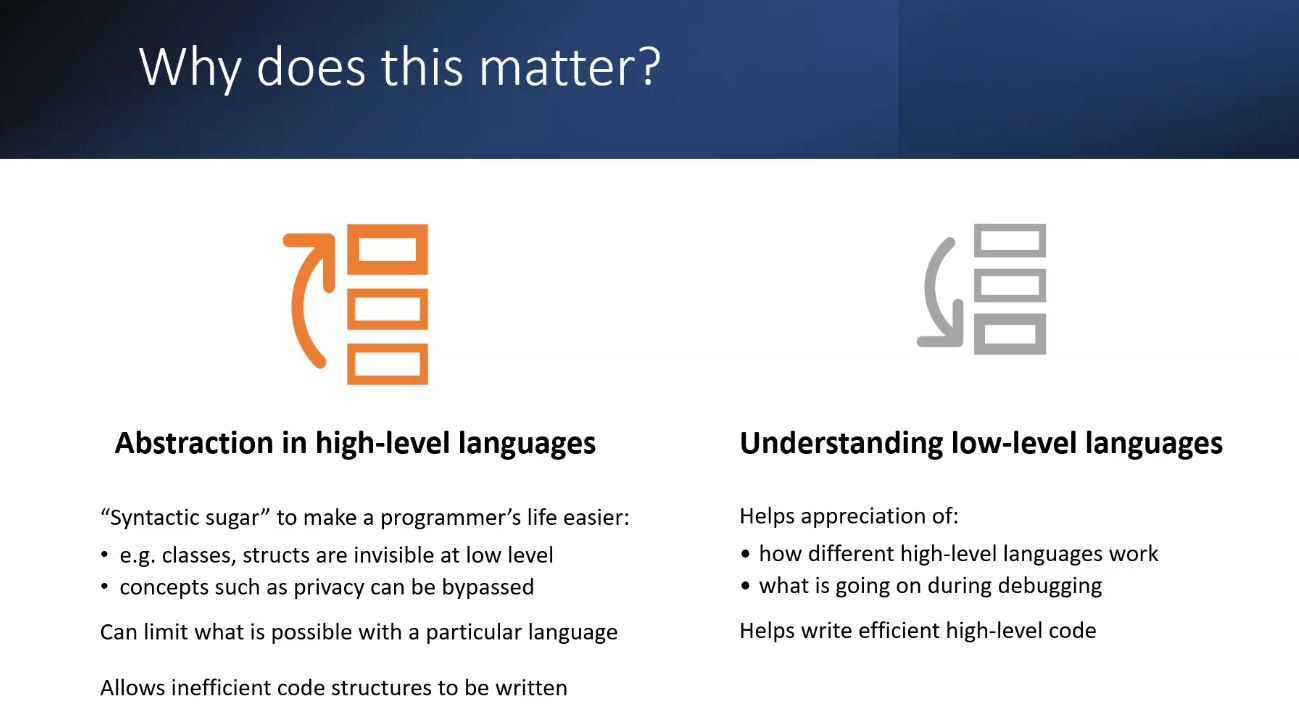 Why does this matter?
Abstraction in high-level languages
“Syntactic sugar” to make a programmer’s life easier:
• e.g. classes, structs are invisible at low level
• concepts such as privacy can be bypassed
Can limit what is possible with a particular language
Allows inefficient code structures to be written
Understanding low-level languages
Helps appreciation of:
• how different high-level languages work
• what is going on during debugging
Helps write efficient high-level code